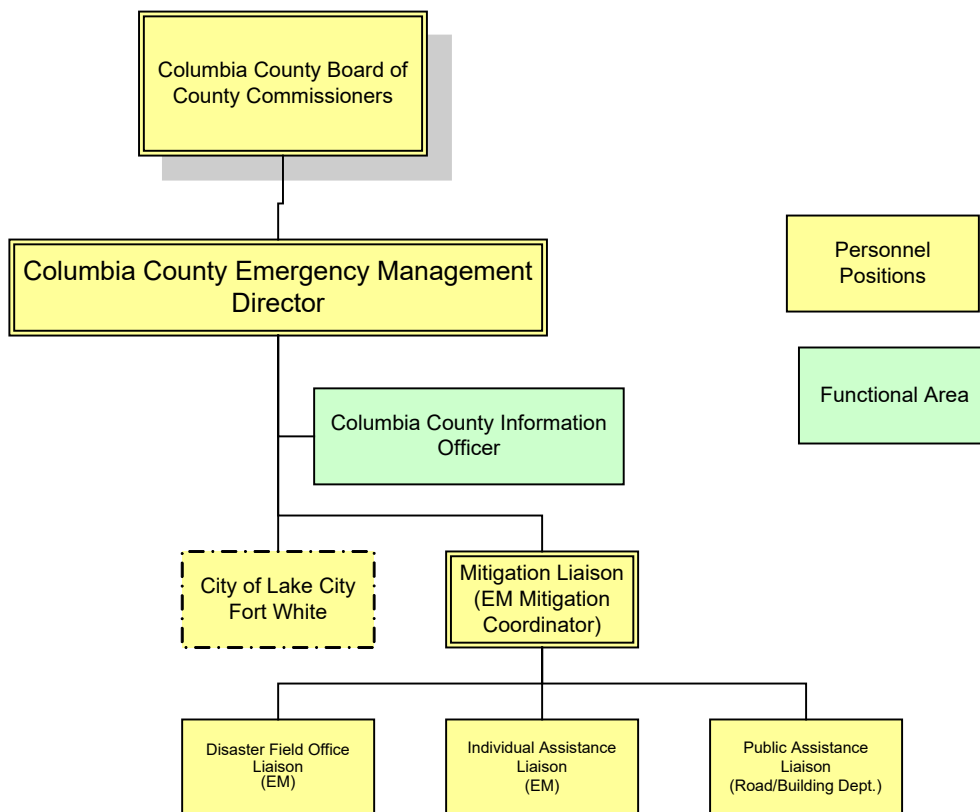 Columbia County Board of
County Commissioners
Columbia County Emergency Management
Director
Personnel
Positions
Functional Area
Columbia County Information
Officer
City of Lake City
Fort White
Mitigation Liaison
(EM Mitigation
Coordinator)
Disaster Field Office
Liaison
(EM)
Individual Assistance
Liaison
(EM)
Public Assistance
Liaison
(Road/Building Dept.)